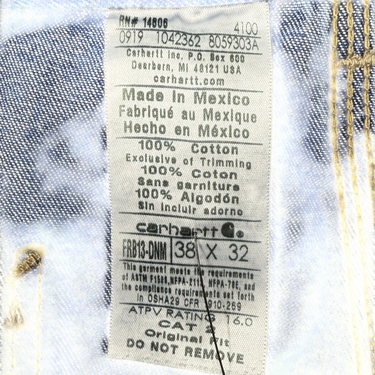 RN# 14806 4100
0919 1042362 8059303A
Carhartt Inc. P.O. Box 600
Dearborn, MI 48121 USA
carhartt.com
Made in Mexico
Fabriqué au Mexique
Hecho en México
100% Cotton
Exclusive of Trimming
100% Coton
Sans garniture
100% Algodón
Sin incluir adorno
carhartt
FRB13-DNM 38 X 32
This garment meets the requirements
of ASTM F1506, NFPA-2112, NFPA-70E, and
the compliance requirements set forth
in OSHA29 CFR 1910-269
ATPV RATING 16.0
CAT 2
Original Fit
DO NOT REMOVE